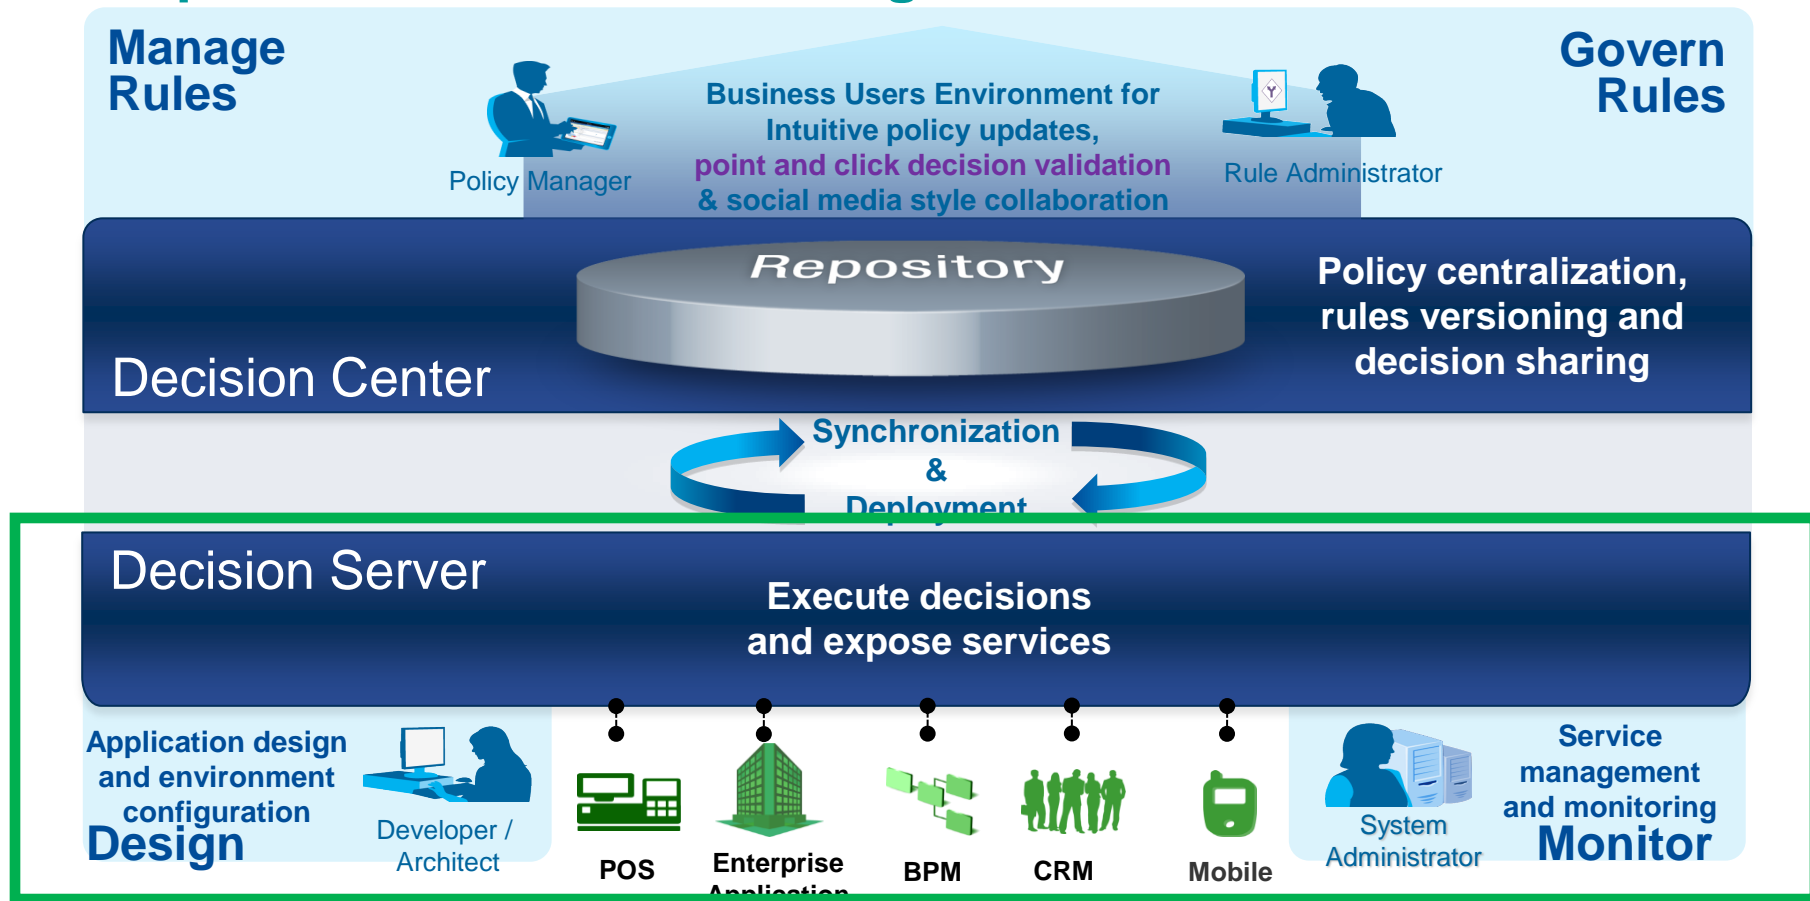 Manage
Rules
Govern
Rules
Business Users Environment for
Intuitive policy updates,
point and click decision validation
& social media style collaboration
Policy Manager
Rule Administrator
Repository
Policy centralization,
rules versioning and
decision sharing
Decision Center
Synchronization
&
Deployment
Decision Server
Execute decisions
and expose services
Application design
and environment
configuration
Design
Developer /
Architect
POS
Enterprise
Application
BPM
CRM
Mobile
System
Administrator
Service
management
and monitoring
Monitor